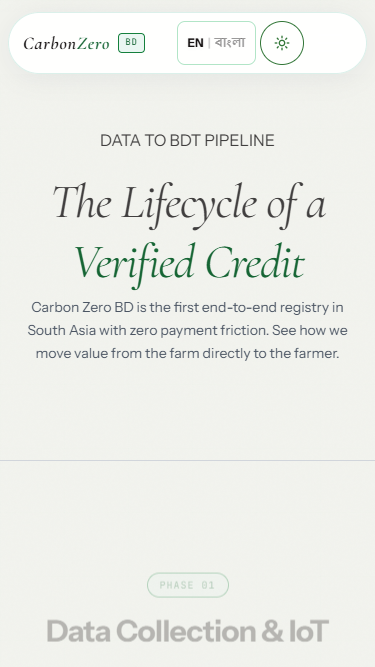 CarbonZero BD EN | বাংলা
DATA TO BDT PIPELINE
The Lifecycle of a
Verified Credit
Carbon Zero BD is the first end-to-end registry in
South Asia with zero payment friction. See how we
move value from the farm directly to the farmer.
PHASE 01
Data Collection & IoT